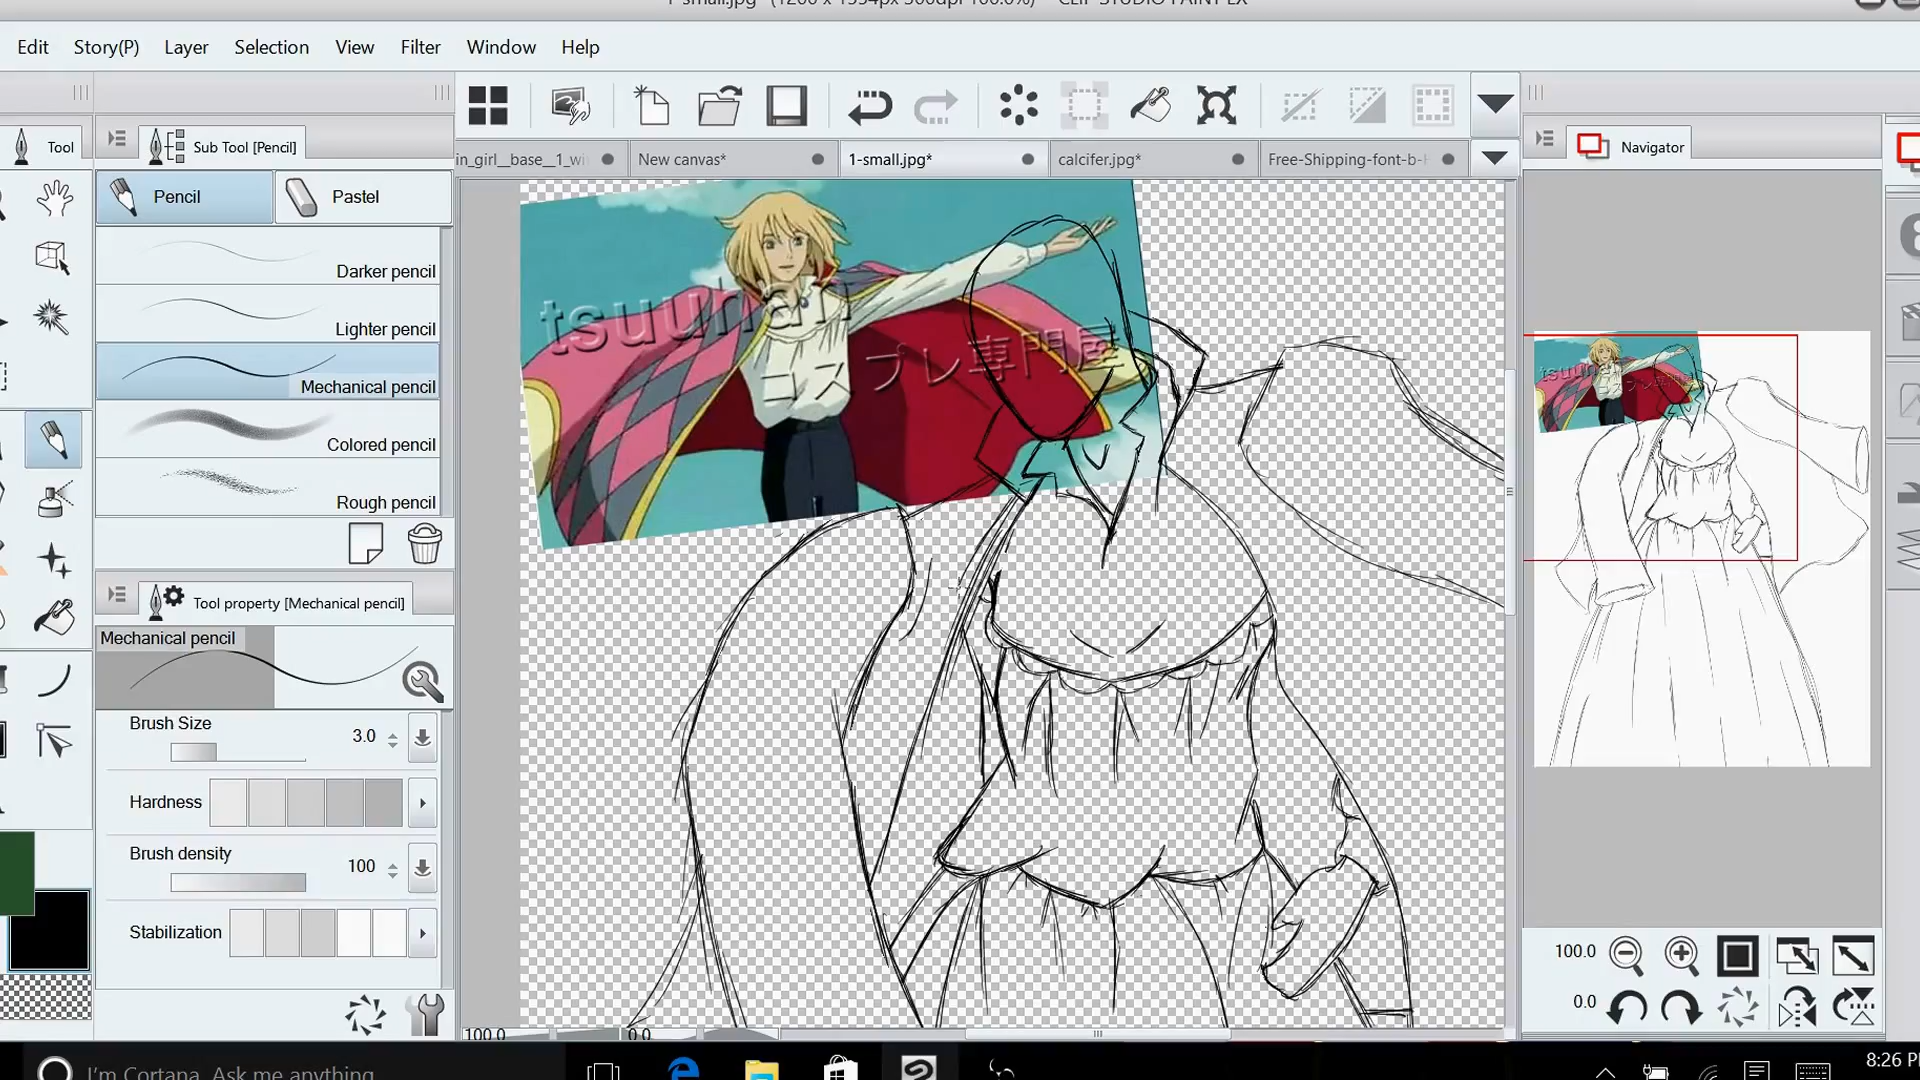 1-small.jpg* (1200 x 1554px 300dpi 100.0%) - CLIP STUDIO PAINT EX
Edit Story(P) Layer Selection View Filter Window Help
Tool
Sub Tool [Pencil]
in_girl__base__1_wi
New canvas*
1-small.jpg*
calcifer.jpg*
Free-Shipping-font-b-
Navigator
Pencil
Pastel
Darker pencil
Lighter pencil
Mechanical pencil
Colored pencil
Rough pencil
tsuuhan
コスプレ専門屋
Tool property [Mechanical pencil]
Mechanical pencil
Brush Size 3.0
Hardness
Brush density 100
Stabilization
100.0
0.0
100.0 0.0
I'm Cortana. Ask me anything.
8:26 P